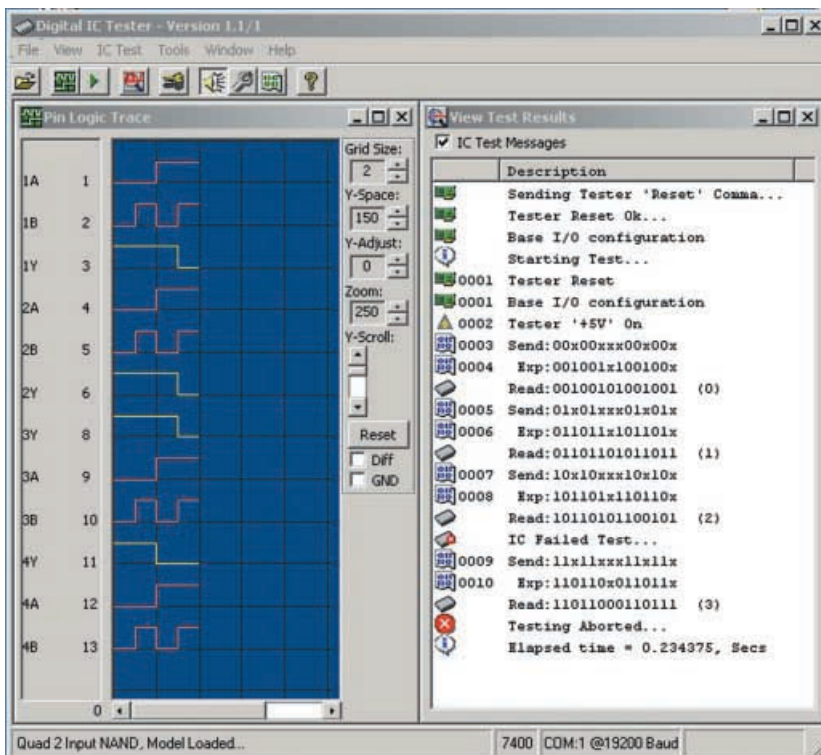 Digital IC Tester - Version 1.1/1
File View IC Test Tools Window Help
Pin Logic Trace
1A 1
1B 2
1Y 3
2A 4
2B 5
2Y 6
3Y 8
3A 9
3B 10
4Y 11
4A 12
4B 13
0
Grid Size:
2
Y-Space:
150
Y-Adjust:
0
Zoom:
250
Y-Scroll:
Reset
Diff
GND
View Test Results
IC Test Messages
Description
Sending Tester 'Reset' Comma...
Tester Reset Ok...
Base I/O configuration
Starting Test...
0001 Tester Reset
0001 Base I/O configuration
0002 Tester '+5V' On
0003 Send:00x00xxx00x00x
0004 Exp:001001x100100x
Read:00100101001001 (0)
0005 Send:01x01xxx01x01x
0006 Exp:011011x101101x
Read:01101101011011 (1)
0007 Send:10x10xxx10x10x
0008 Exp:101101x110110x
Read:10110101100101 (2)
IC Failed Test...
0009 Send:11x11xxx11x11x
0010 Exp:110110x011011x
Read:11011000110111 (3)
Testing Aborted...
Elapsed time = 0.234375, Secs
Quad 2 Input NAND, Model Loaded...
7400 COM:1 @19200 Baud